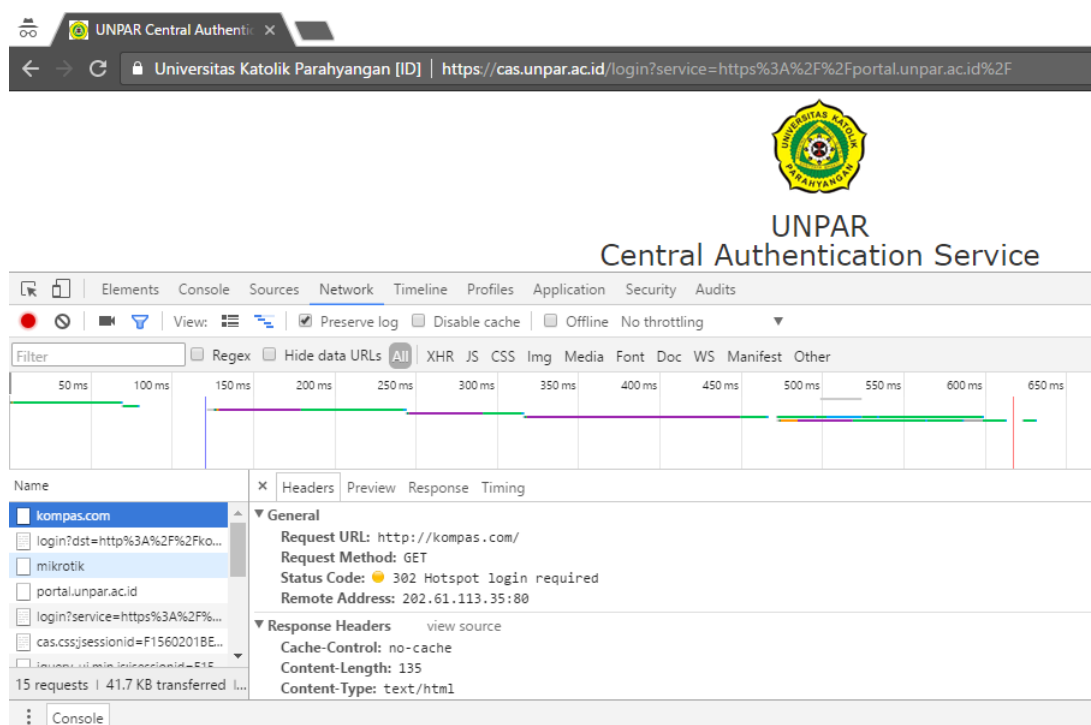 UNPAR Central Authentic ×
Universitas Katolik Parahyangan [ID] | https://cas.unpar.ac.id/login?service=https%3A%2F%2Fportal.unpar.ac.id%2F
UNIVERSITAS KATOLIK
PARAHYANGAN
UNPAR
Central Authentication Service
Elements Console Sources Network Timeline Profiles Application Security Audits
View: Preserve log Disable cache Offline No throttling
Filter Regex Hide data URLs All XHR JS CSS Img Media Font Doc WS Manifest Other
50 ms 100 ms 150 ms 200 ms 250 ms 300 ms 350 ms 400 ms 450 ms 500 ms 550 ms 600 ms 650 ms
Name × Headers Preview Response Timing
kompas.com
General
login?dst=http%3A%2F%2Fko...
Request URL: http://kompas.com/
Request Method: GET
mikrotik
Status Code: 302 Hotspot login required
portal.unpar.ac.id
Remote Address: 202.61.113.35:80
login?service=https%3A%2F%...
Response Headers view source
cas.css;jsessionid=F1560201BE...
Cache-Control: no-cache
Content-Length: 135
15 requests | 41.7 KB transferred |...
Content-Type: text/html
Console